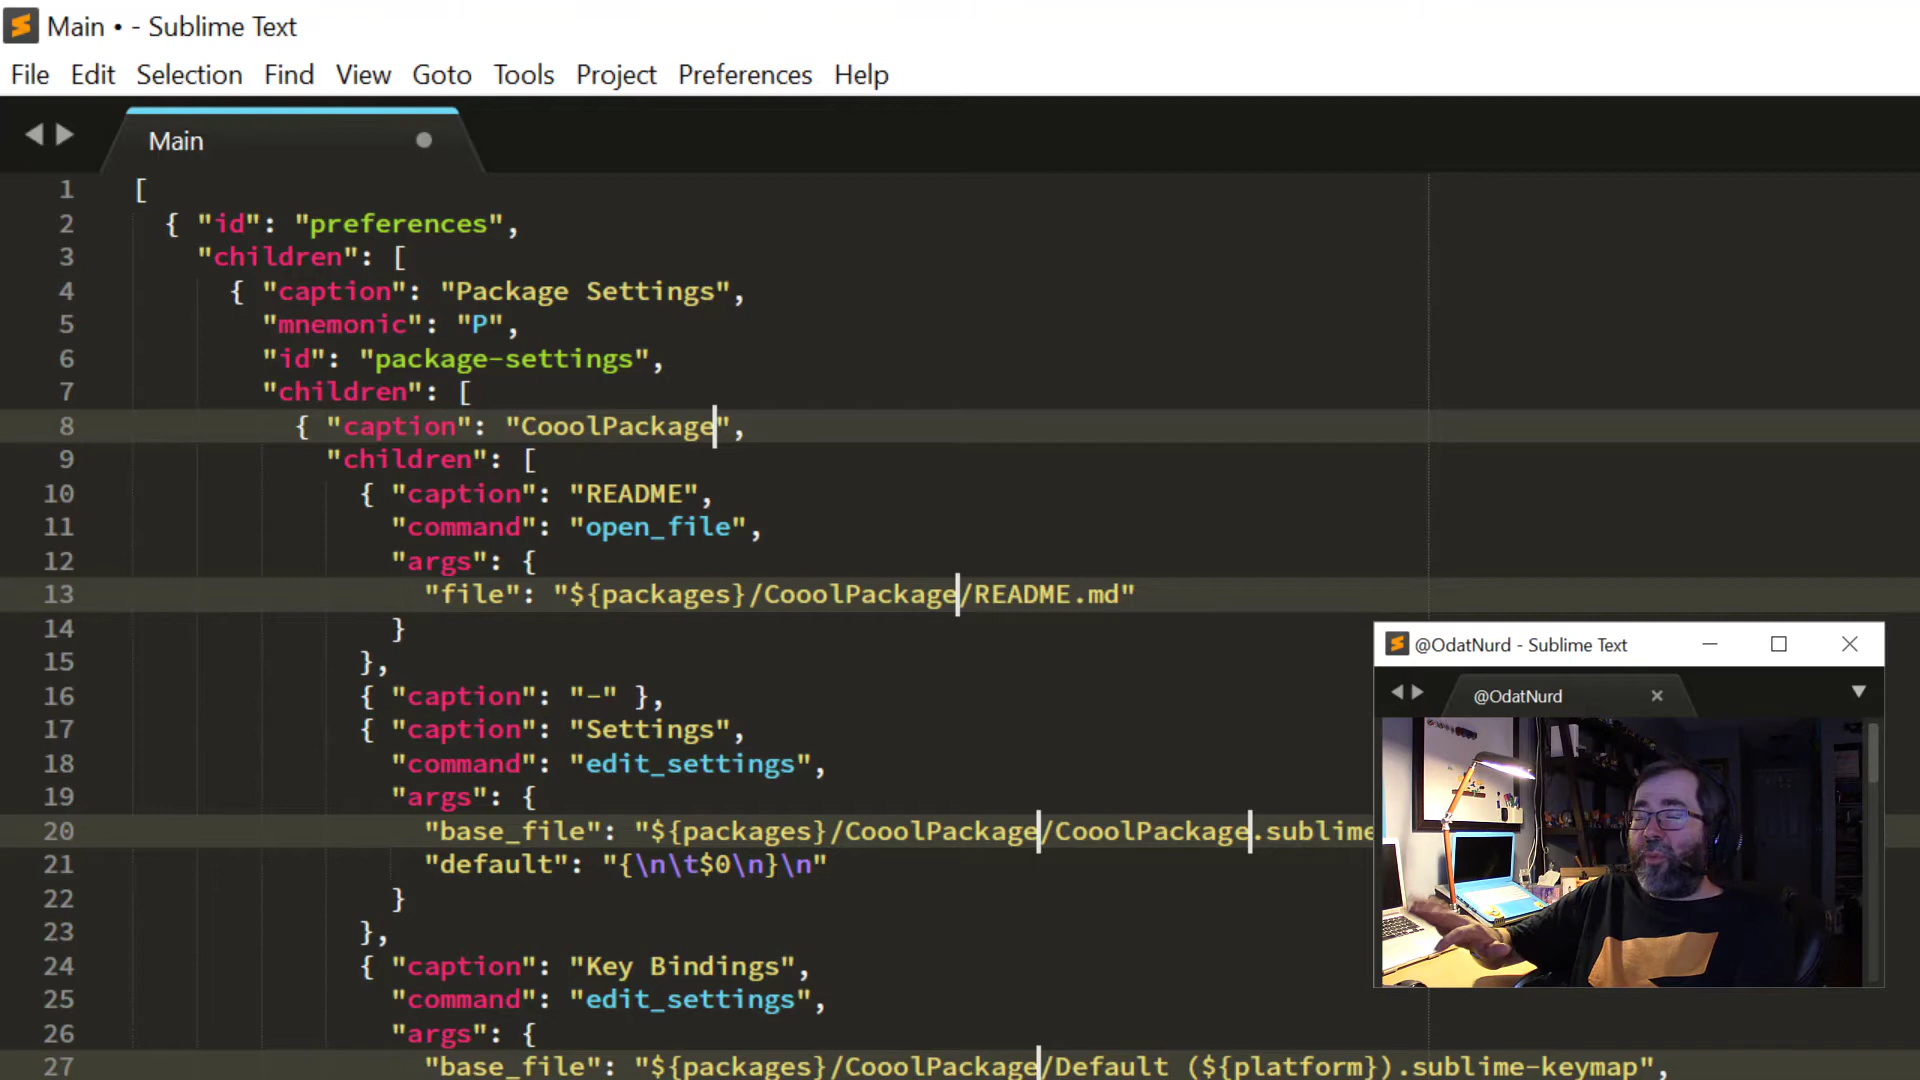 Main • - Sublime Text
File Edit Selection Find View Goto Tools Project Preferences Help
Main
1 [
2 { "id": "preferences",
3 "children": [
4 { "caption": "Package Settings",
5 "mnemonic": "P",
6 "id": "package-settings",
7 "children": [
8 { "caption": "CooolPackage",
9 "children": [
10 { "caption": "README",
11 "command": "open_file",
12 "args": {
13 "file": "${packages}/CooolPackage/README.md"
14 }
15 },
16 { "caption": "-" },
17 { "caption": "Settings",
18 "command": "edit_settings",
19 "args": {
20 "base_file": "${packages}/CooolPackage/CooolPackage.sublime
21 "default": "{\n\t$0\n}\n"
22 }
23 },
24 { "caption": "Key Bindings",
25 "command": "edit_settings",
26 "args": {
27 "base_file": "${packages}/CooolPackage/Default (${platform}).sublime-keymap",
@OdatNurd - Sublime Text
@OdatNurd